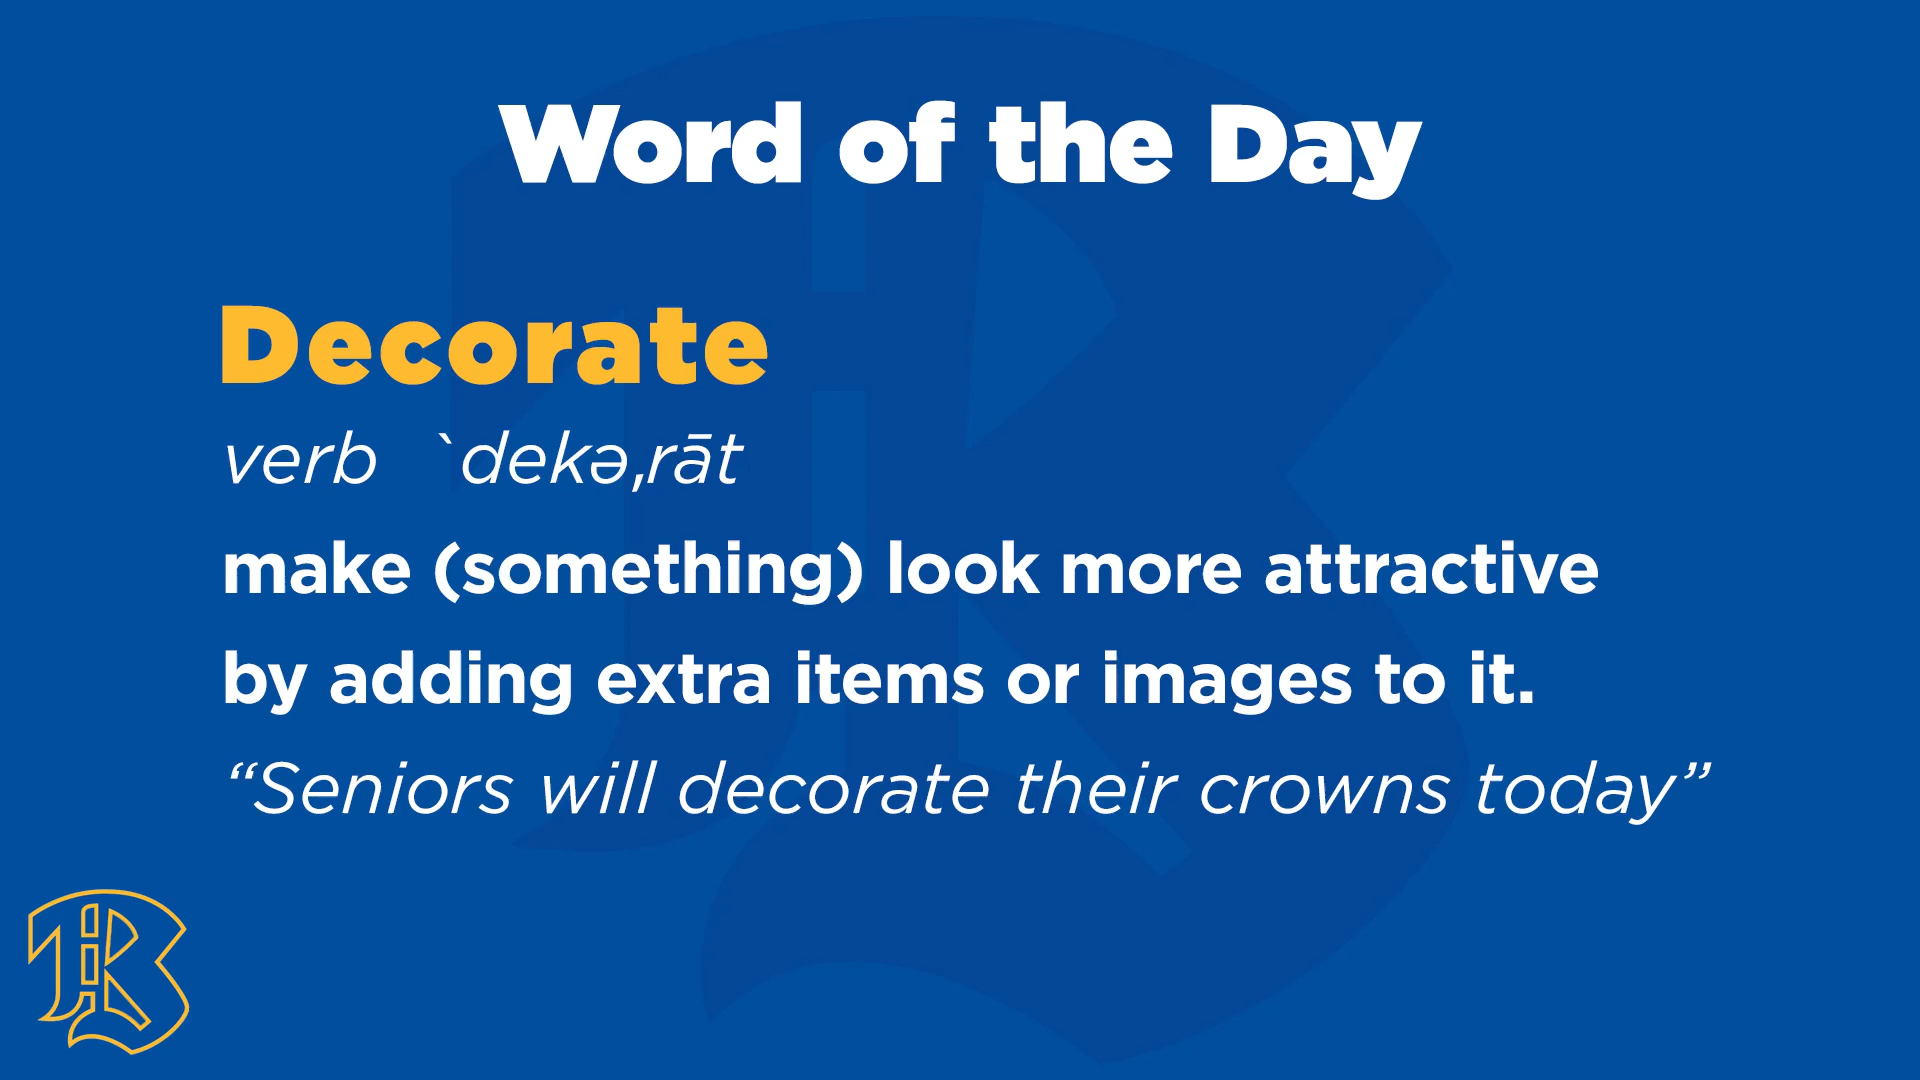 Word of the Day
Decorate
verb  `dekə,rāt
make (something) look more attractive
by adding extra items or images to it.
“Seniors will decorate their crowns today”
B